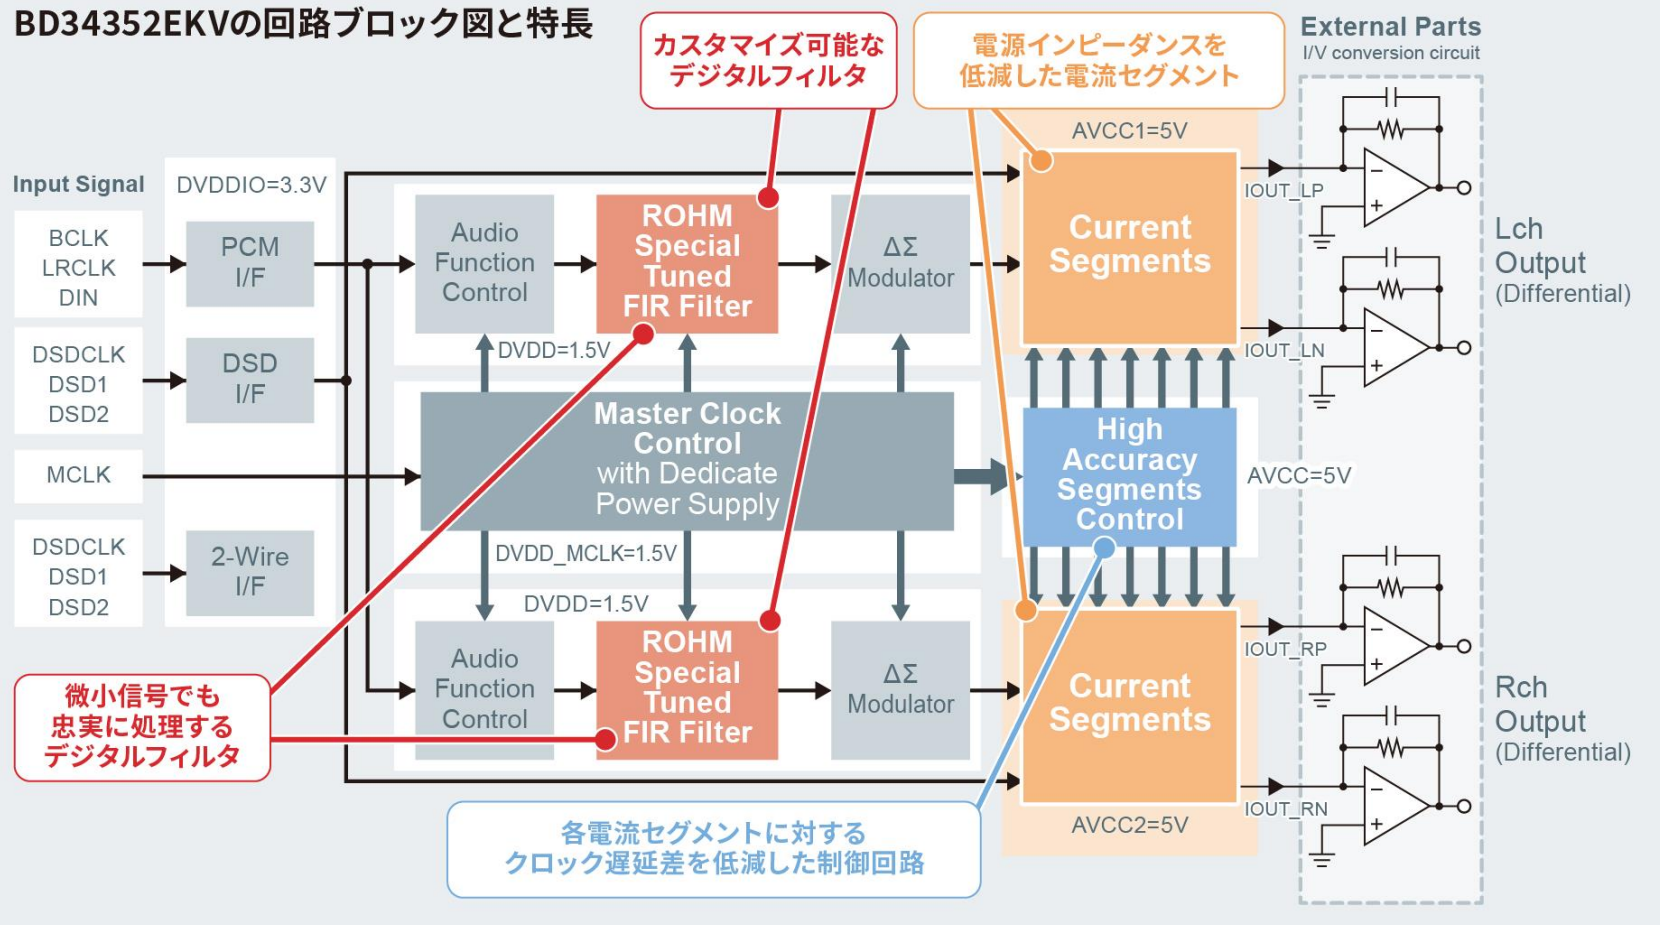 BD34352EKVの回路ブロック図と特長
カスタマイズ可能な
デジタルフィルタ
電源インピーダンスを
低減した電流セグメント
External Parts
I/V conversion circuit
AVCC1=5V
Input Signal
DVDDIO=3.3V
BCLK
LRCLK
DIN
PCM
I/F
Audio
Function
Control
ROHM
Special
Tuned
FIR Filter
ΔΣ
Modulator
Current
Segments
IOUT_LP
−
+
Lch
Output
(Differential)
IOUT_LN
−
+
DSDCLK
DSD1
DSD2
DSD
I/F
DVDD=1.5V
MCLK
Master Clock
Control
with Dedicate
Power Supply
High
Accuracy
Segments
Control
AVCC=5V
DSDCLK
DSD1
DSD2
2-Wire
I/F
DVDD_MCLK=1.5V
DVDD=1.5V
Audio
Function
Control
ROHM
Special
Tuned
FIR Filter
ΔΣ
Modulator
Current
Segments
IOUT_RP
−
+
Rch
Output
(Differential)
IOUT_RN
−
+
AVCC2=5V
微小信号でも
忠実に処理する
デジタルフィルタ
各電流セグメントに対する
クロック遅延差を低減した制御回路